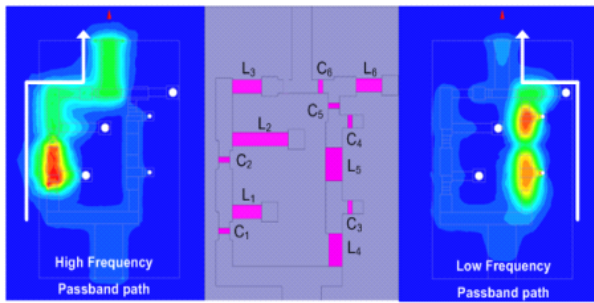 L3
C6
L6
C5
C4
L2
C2
L5
L1
C3
C1
L4
High Frequency
Passband path
Low Frequency
Passband path